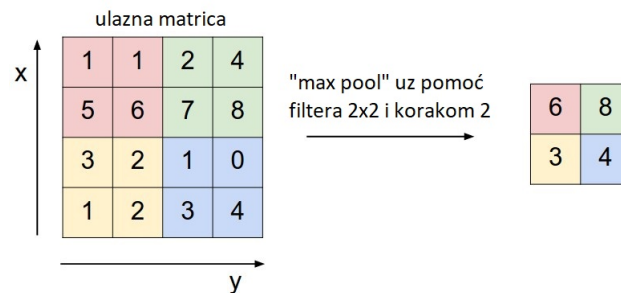 ulazna matrica
x
1 1 2 4
5 6 7 8
3 2 1 0
1 2 3 4
y
"max pool" uz pomoć
filtera 2x2 i korakom 2
6 8
3 4